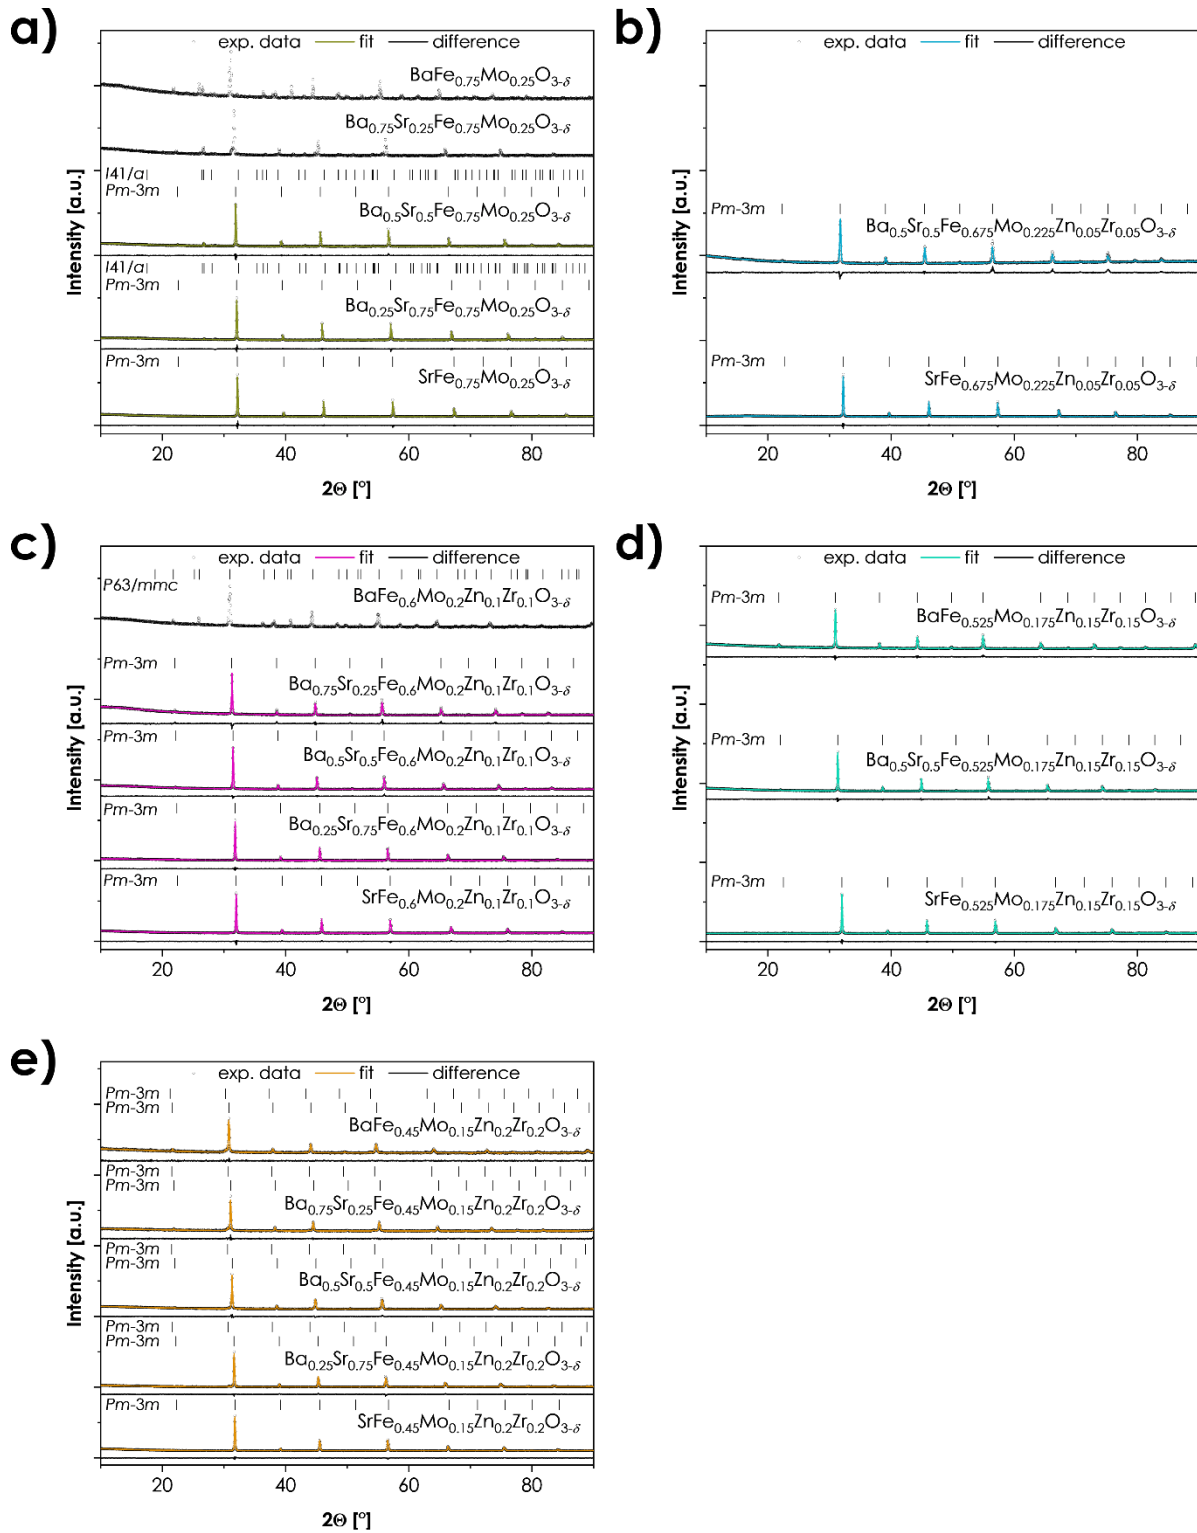 a)
exp. data fit difference
BaFe0.75Mo0.25O3-δ
Ba0.75Sr0.25Fe0.75Mo0.25O3-δ
I41/a
Pm-3m
Ba0.5Sr0.5Fe0.75Mo0.25O3-δ
I41/a
Pm-3m
Ba0.25Sr0.75Fe0.75Mo0.25O3-δ
Pm-3m
SrFe0.75Mo0.25O3-δ
Intensity [a.u.]
20 40 60 80
2Θ [°]
b)
exp. data fit difference
Pm-3m
Ba0.5Sr0.5Fe0.675Mo0.225Zn0.05Zr0.05O3-δ
Pm-3m
SrFe0.675Mo0.225Zn0.05Zr0.05O3-δ
Intensity [a.u.]
20 40 60 80
2Θ [°]
c)
exp. data fit difference
P63/mmc
BaFe0.6Mo0.2Zn0.1Zr0.1O3-δ
Pm-3m
Ba0.75Sr0.25Fe0.6Mo0.2Zn0.1Zr0.1O3-δ
Pm-3m
Ba0.5Sr0.5Fe0.6Mo0.2Zn0.1Zr0.1O3-δ
Pm-3m
Ba0.25Sr0.75Fe0.6Mo0.2Zn0.1Zr0.1O3-δ
Pm-3m
SrFe0.6Mo0.2Zn0.1Zr0.1O3-δ
Intensity [a.u.]
20 40 60 80
2Θ [°]
d)
exp. data fit difference
Pm-3m
BaFe0.525Mo0.175Zn0.15Zr0.15O3-δ
Pm-3m
Ba0.5Sr0.5Fe0.525Mo0.175Zn0.15Zr0.15O3-δ
Pm-3m
SrFe0.525Mo0.175Zn0.15Zr0.15O3-δ
Intensity [a.u.]
20 40 60 80
2Θ [°]
e)
exp. data fit difference
Pm-3m
Pm-3m
BaFe0.45Mo0.15Zn0.2Zr0.2O3-δ
Pm-3m
Pm-3m
Ba0.75Sr0.25Fe0.45Mo0.15Zn0.2Zr0.2O3-δ
Pm-3m
Pm-3m
Ba0.5Sr0.5Fe0.45Mo0.15Zn0.2Zr0.2O3-δ
Pm-3m
Pm-3m
Ba0.25Sr0.75Fe0.45Mo0.15Zn0.2Zr0.2O3-δ
Pm-3m
SrFe0.45Mo0.15Zn0.2Zr0.2O3-δ
Intensity [a.u.]
20 40 60 80
2Θ [°]